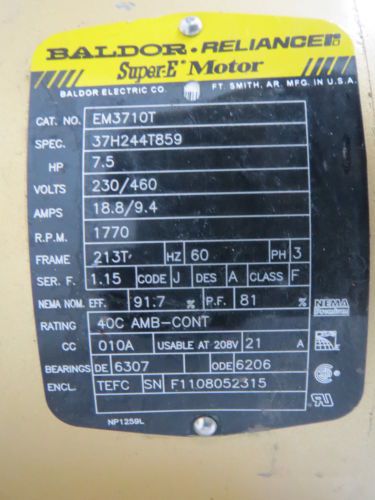 BALDOR • RELIANCER
Super-E Motor
BALDOR ELECTRIC CO. FT. SMITH, AR. MFG. IN U.S.A.
CAT. NO. EM3710T
SPEC. 37H244T859
HP 7.5
VOLTS 230/460
AMPS 18.8/9.4
R.P.M. 1770
FRAME 213T HZ 60 PH 3
SER. F. 1.15 CODE J DES A CLASS F
NEMA NOM. EFF. 91.7 % P.F. 81 %
NEMA Premium
RATING 40C AMB-CONT
CC 010A USABLE AT 208V 21 A
BEARINGS DE 6307 ODE 6206
ENCL. TEFC SN F1108052315
NP1259L